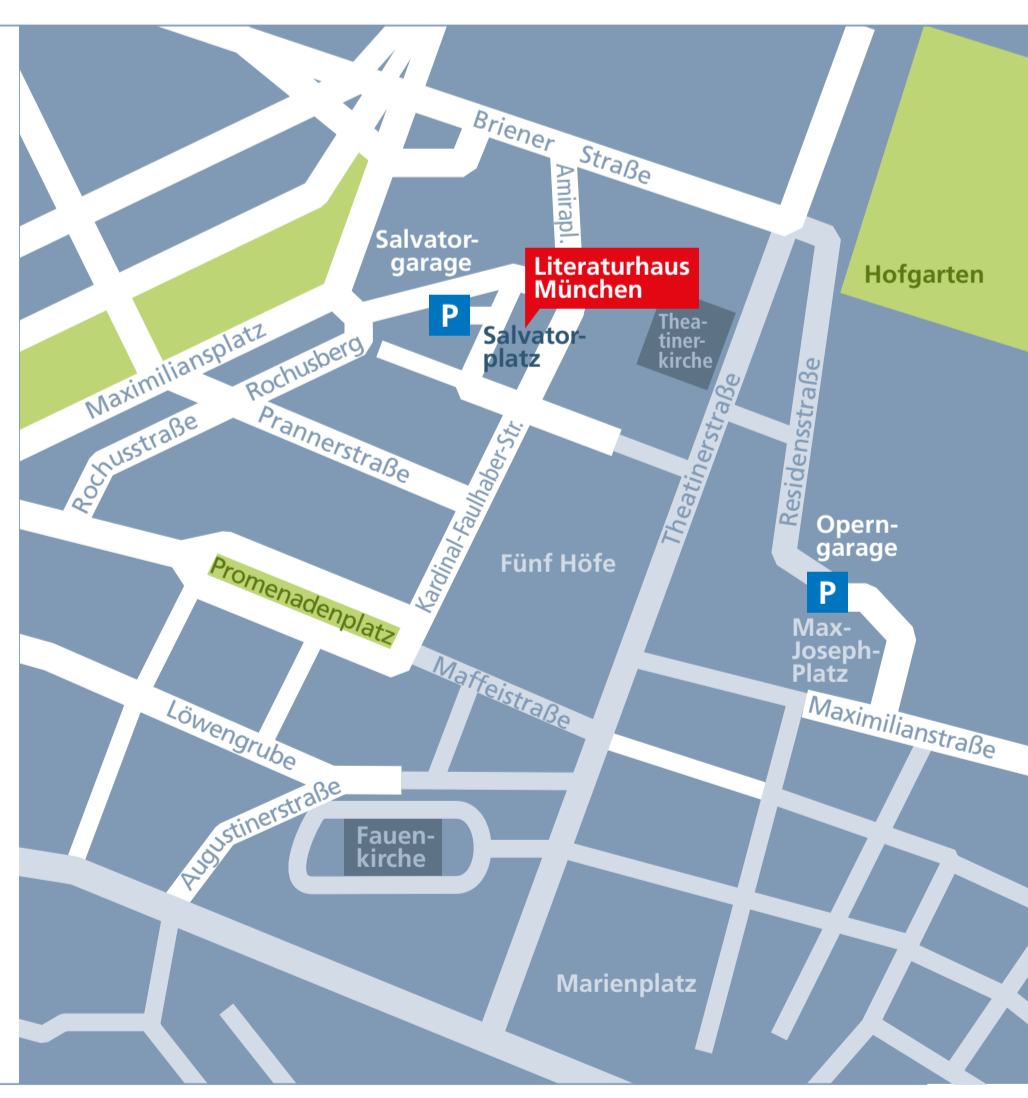 Briener Straße
Amirapl.
Salvator-
garage
P
Literaturhaus
München
Salvator-
platz
Thea-
tiner-
kirche
Hofgarten
Maximiliansplatz
Rochusberg
Rochusstraße
Prannerstraße
Kardinal-Faulhaber-Str.
Theatinerstraße
Residensstraße
Opern-
garage
P
Max-
Joseph-
Platz
Fünf Höfe
Promenadenplatz
Maffeistraße
Maximilianstraße
Löwengrube
Augustinerstraße
Fauen-
kirche
Marienplatz